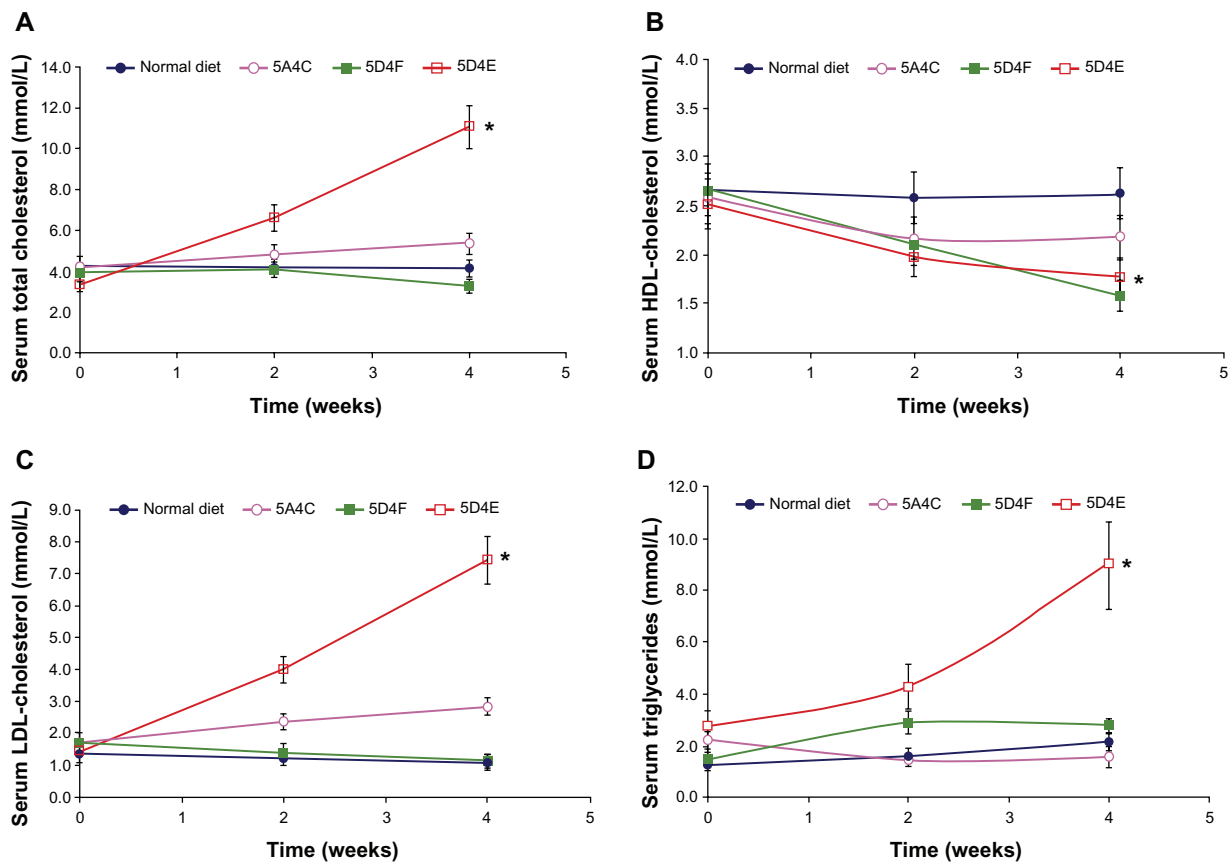 A
Normal diet 5A4C 5D4F 5D4E
Serum total cholesterol (mmol/L)
14.0
12.0
10.0
8.0
6.0
4.0
2.0
0.0
*
0 1 2 3 4 5
Time (weeks)
B
Normal diet 5A4C 5D4F 5D4E
Serum HDL-cholesterol (mmol/L)
4.0
3.5
3.0
2.5
2.0
1.5
1.0
*
0 1 2 3 4 5
Time (weeks)
C
Normal diet 5A4C 5D4F 5D4E
Serum LDL-cholesterol (mmol/L)
9.0
8.0
7.0
6.0
5.0
4.0
3.0
2.0
1.0
0.0
*
0 1 2 3 4 5
Time (weeks)
D
Normal diet 5A4C 5D4F 5D4E
Serum triglycerides (mmol/L)
12.0
10.0
8.0
6.0
4.0
2.0
0.0
*
0 1 2 3 4 5
Time (weeks)